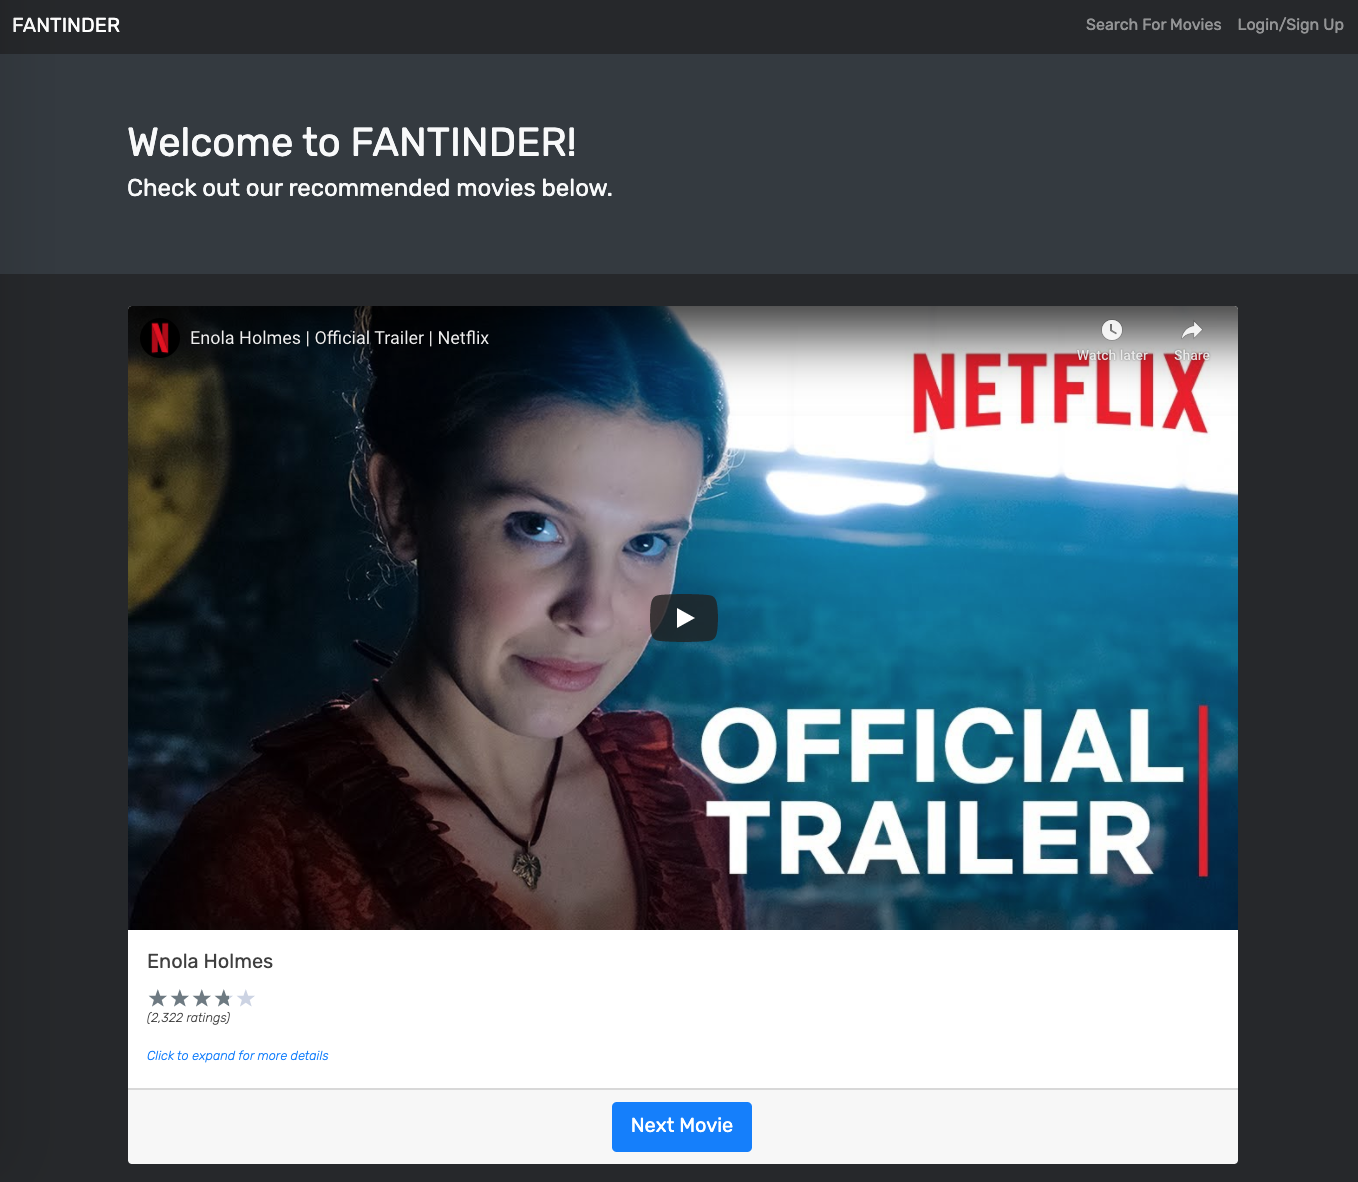 FANTINDER
Search For Movies
Login/Sign Up
Welcome to FANTINDER!
Check out our recommended movies below.
N
Enola Holmes | Official Trailer | Netflix
Watch later
Share
NETFLIX
OFFICIAL
TRAILER
Enola Holmes
(2,322 ratings)
Click to expand for more details
Next Movie